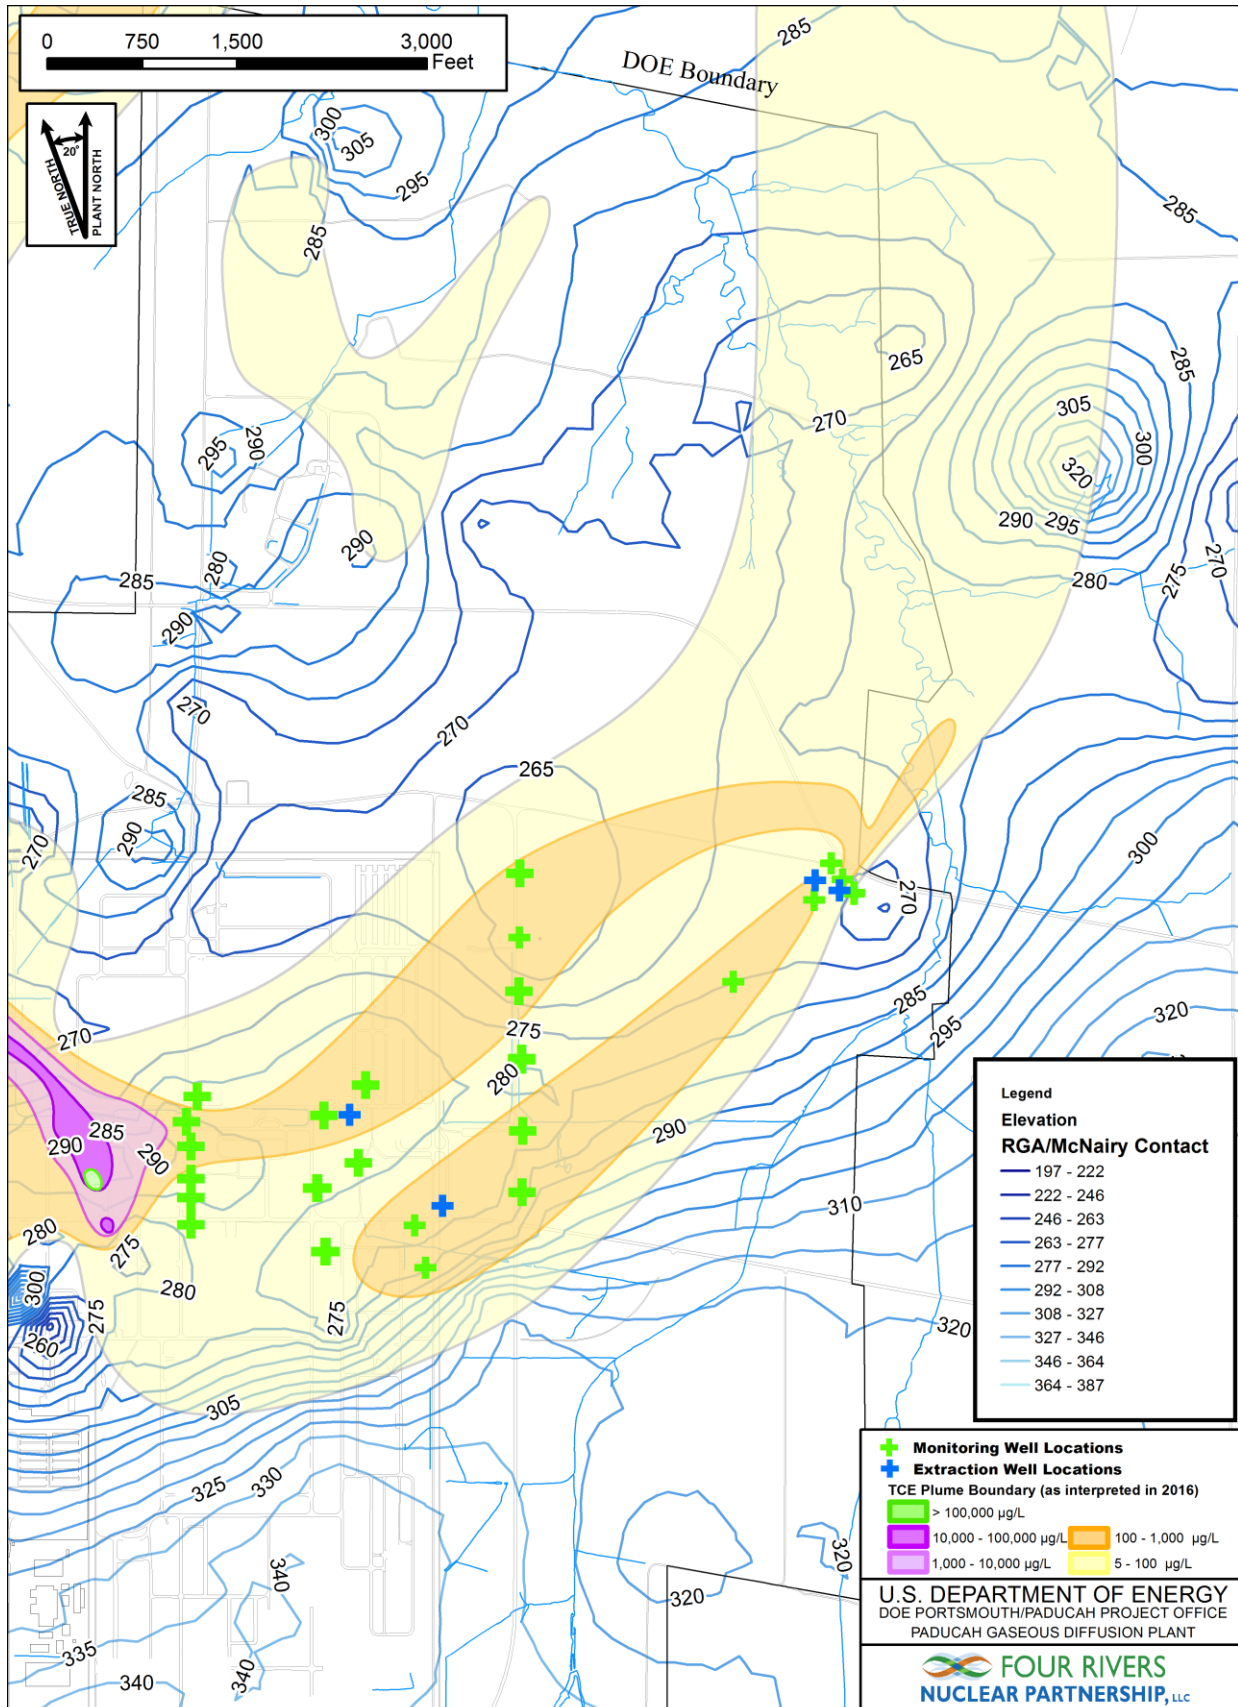 0 750 1,500 3,000
Feet
DOE Boundary
TRUE NORTH
20°
PLANT NORTH
285
300
305
295
285
285
265
285
270
305
300
320
290 295
280
275
270
295
290
290
280
285
290
270
270
265
285
290
270
300
270
285
295
320
270
275
280
290
285
290
290
310
280
275
280
275
300
275
260
320
305
325
330
340
320
320
335
340
340
Legend
Elevation
RGA/McNairy Contact
197 - 222
222 - 246
246 - 263
263 - 277
277 - 292
292 - 308
308 - 327
327 - 346
346 - 364
364 - 387
Monitoring Well Locations
Extraction Well Locations
TCE Plume Boundary (as interpreted in 2016)
> 100,000 µg/L
10,000 - 100,000 µg/L 100 - 1,000 µg/L
1,000 - 10,000 µg/L 5 - 100 µg/L
U.S. DEPARTMENT OF ENERGY
DOE PORTSMOUTH/PADUCAH PROJECT OFFICE
PADUCAH GASEOUS DIFFUSION PLANT
FOUR RIVERS
NUCLEAR PARTNERSHIP, LLC